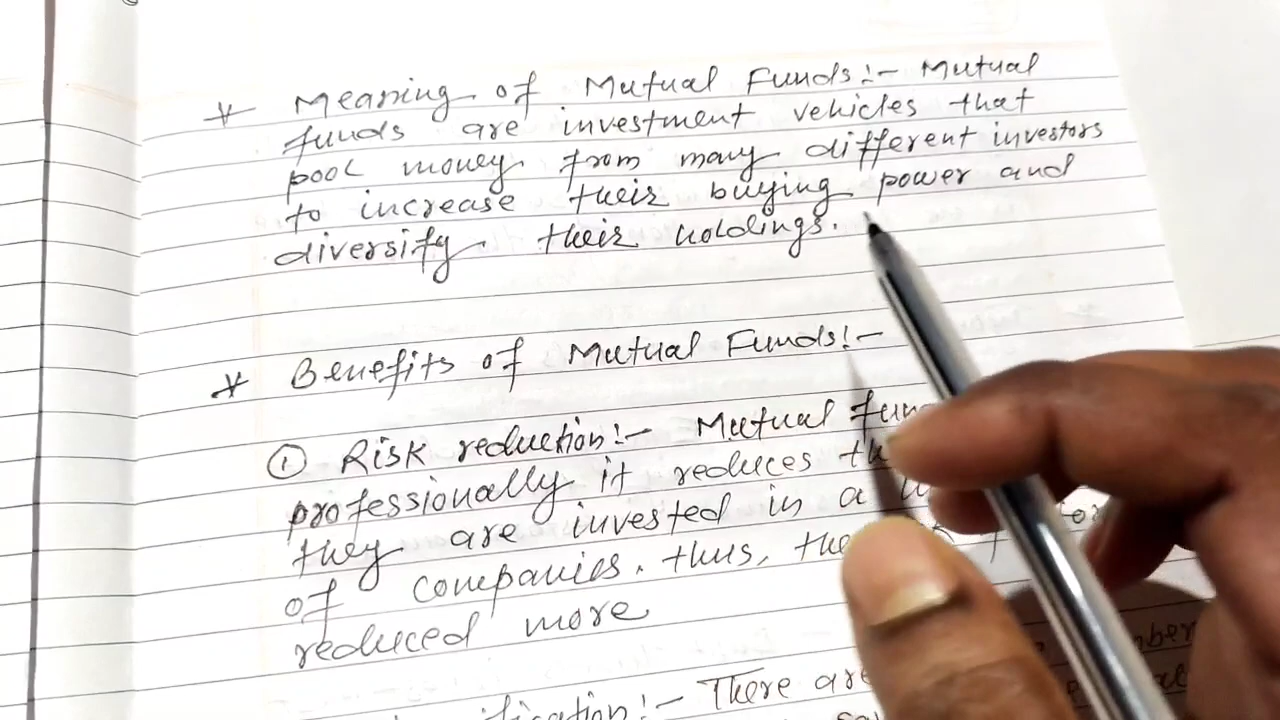 * Meaning of Mutual Funds:- Mutual
funds are investment vehicles that
pool money from many different investors
to increase their buying power and
diversify their holdings.
* Benefits of Mutual Funds:-
① Risk reduction:- Mutual
professionally it reduces
they are invested in a
of companies. thus,
reduced more
:- There are